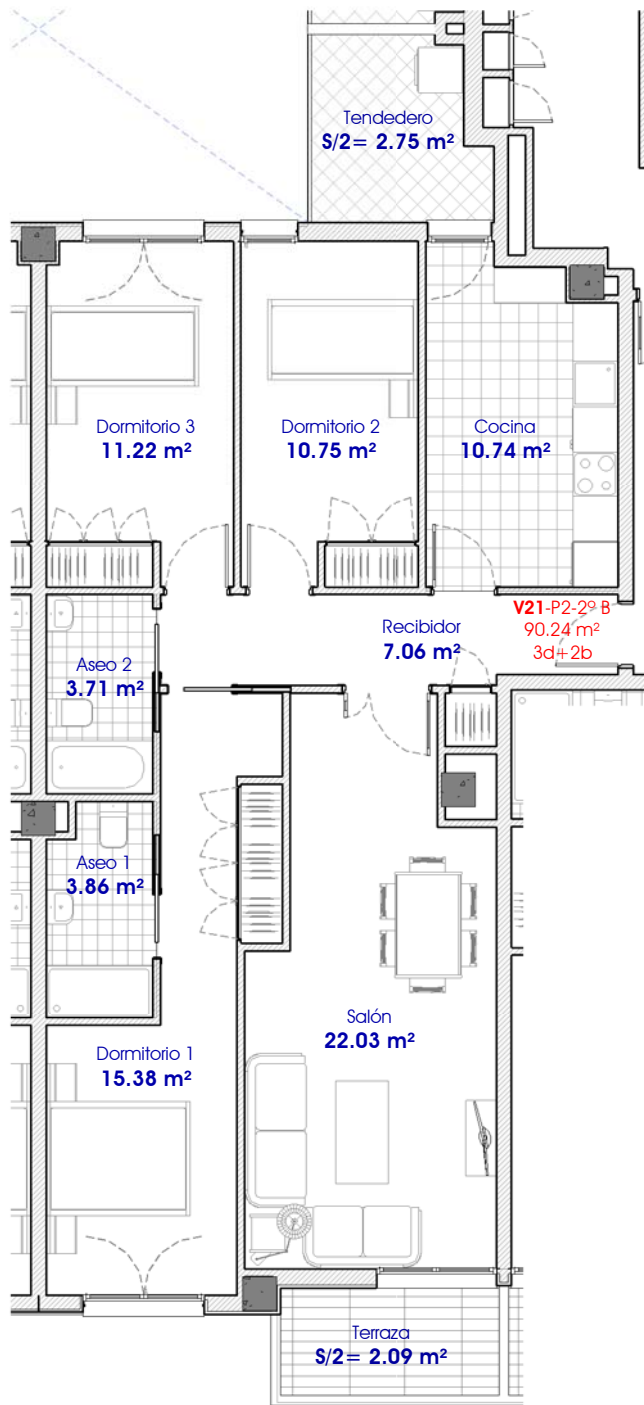 Tendedero
S/2= 2.75 m²
Dormitorio 3
11.22 m²
Dormitorio 2
10.75 m²
Cocina
10.74 m²
V21-P2-2º B
90.24 m²
3d+2b
Recibidor
7.06 m²
Aseo 2
3.71 m²
Aseo 1
3.86 m²
Salón
22.03 m²
Dormitorio 1
15.38 m²
Terraza
S/2= 2.09 m²